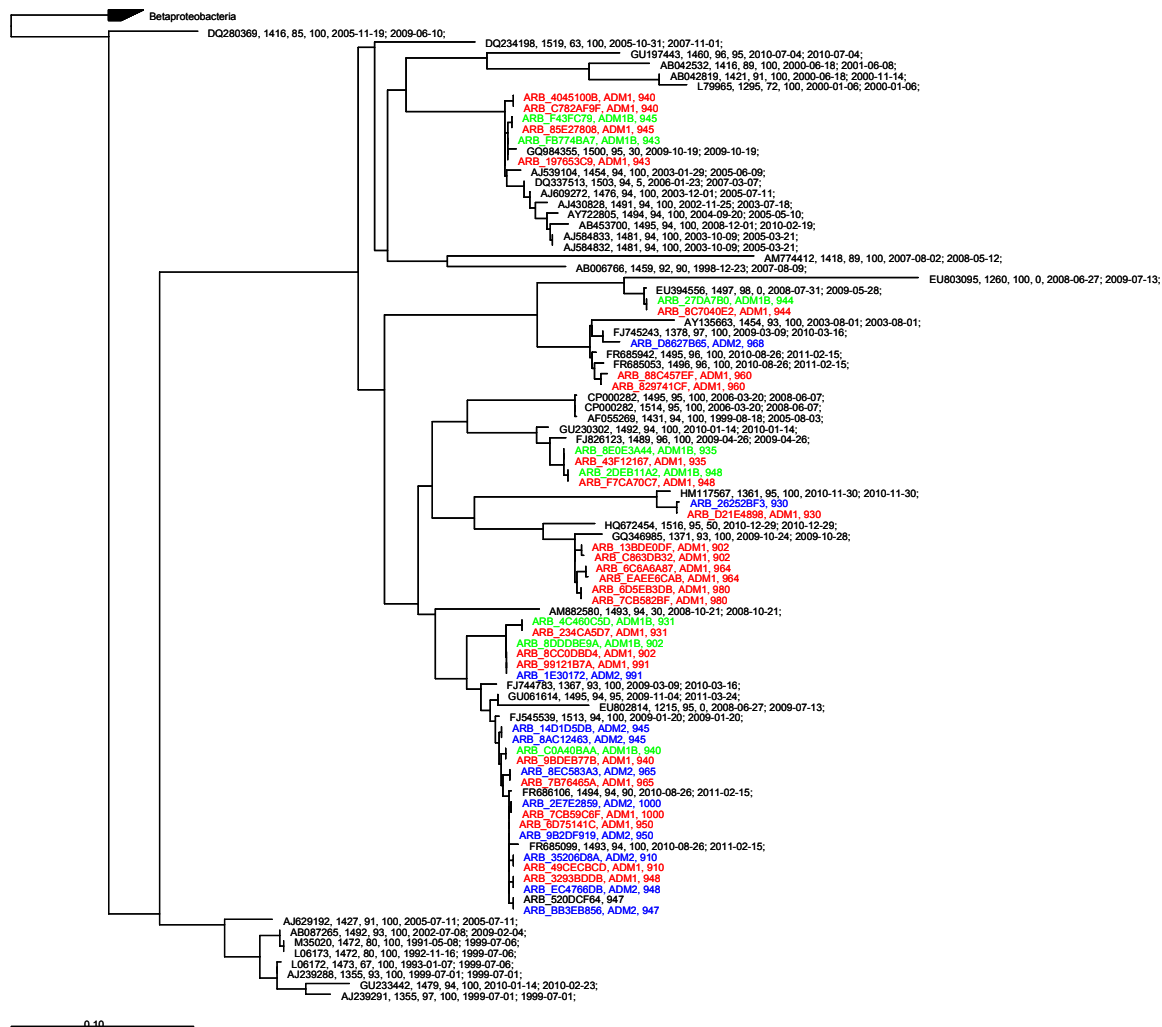 Betaproteobacteria
DQ280369, 1416, 85, 100, 2005-11-19; 2009-06-10;
DQ234198, 1519, 63, 100, 2005-10-31; 2007-11-01;
GU197443, 1460, 96, 95, 2010-07-04; 2010-07-04;
AB042532, 1416, 89, 100, 2000-06-18; 2001-06-08;
AB042819, 1421, 91, 100, 2000-06-18; 2000-11-14;
L79965, 1295, 72, 100, 2000-01-06; 2000-01-06;
ARB_4045100B, ADM1, 940
ARB_C782AF9F, ADM1, 940
ARB_F43FC79, ADM1B, 945
ARB_85E27808, ADM1, 945
ARB_FB774BA7, ADM1B, 943
GQ984355, 1500, 95, 30, 2009-10-19; 2009-10-19;
ARB_197653C9, ADM1, 943
AJ539104, 1454, 94, 100, 2003-01-29; 2005-06-09;
DQ337513, 1503, 94, 5, 2006-01-23; 2007-03-07;
AJ609272, 1476, 94, 100, 2003-12-01; 2005-07-11;
AJ430828, 1491, 94, 100, 2002-11-25; 2003-07-18;
AY722805, 1494, 94, 100, 2004-09-20; 2005-05-10;
AB453700, 1495, 94, 100, 2008-12-01; 2010-02-19;
AJ584833, 1481, 94, 100, 2003-10-09; 2005-03-21;
AJ584832, 1481, 94, 100, 2003-10-09; 2005-03-21;
AM774412, 1418, 89, 100, 2007-08-02; 2008-05-12;
AB006766, 1459, 92, 90, 1998-12-23; 2007-08-09;
EU803095, 1260, 100, 0, 2008-06-27; 2009-07-13;
EU394556, 1497, 98, 0, 2008-07-31; 2009-05-28;
ARB_27DA7B0, ADM1B, 944
ARB_8C7040E2, ADM1, 944
AY135663, 1454, 93, 100, 2003-08-01; 2003-08-01;
FJ745243, 1378, 97, 100, 2009-03-09; 2010-03-16;
ARB_D8627B65, ADM2, 968
FR685942, 1495, 96, 100, 2010-08-26; 2011-02-15;
FR685053, 1496, 96, 100, 2010-08-26; 2011-02-15;
ARB_88C457EF, ADM1, 960
ARB_829741CF, ADM1, 960
CP000282, 1495, 95, 100, 2006-03-20; 2008-06-07;
CP000282, 1514, 95, 100, 2006-03-20; 2008-06-07;
AF055269, 1431, 94, 100, 1999-08-18; 2005-08-03;
GU230302, 1492, 94, 100, 2010-01-14; 2010-01-14;
FJ826123, 1489, 96, 100, 2009-04-26; 2009-04-26;
ARB_8E0E3A44, ADM1B, 935
ARB_43F12167, ADM1, 935
ARB_2DEB11A2, ADM1B, 948
ARB_F7CA70C7, ADM1, 948
HM117567, 1361, 95, 100, 2010-11-30; 2010-11-30;
ARB_26252BF3, ADM2, 930
ARB_D21E4898, ADM1, 930
HQ672454, 1516, 95, 50, 2010-12-29; 2010-12-29;
GQ346985, 1371, 93, 100, 2009-10-24; 2009-10-28;
ARB_13BDE0DF, ADM1, 902
ARB_C863DB32, ADM1, 902
ARB_6C6A6A87, ADM1, 964
ARB_EAEE6CAB, ADM1, 964
ARB_6D5EB3DB, ADM1, 980
ARB_7CB582BF, ADM1, 980
AM882580, 1493, 94, 30, 2008-10-21; 2008-10-21;
ARB_4C460C5D, ADM1B, 931
ARB_234CA5D7, ADM1, 931
ARB_8DDDBE9A, ADM1B, 902
ARB_8CC0DBD4, ADM1, 902
ARB_99121B7A, ADM1, 991
ARB_1E30172, ADM2, 991
FJ744783, 1367, 93, 100, 2009-03-09; 2010-03-16;
GU061614, 1495, 94, 95, 2009-11-04; 2011-03-24;
EU802814, 1215, 95, 0, 2008-06-27; 2009-07-13;
FJ545539, 1513, 94, 100, 2009-01-20; 2009-01-20;
ARB_14D1D5DB, ADM2, 945
ARB_8AC12463, ADM2, 945
ARB_C0A40BAA, ADM1B, 940
ARB_9BDEB77B, ADM1, 940
ARB_8EC583A3, ADM2, 965
ARB_7B76465A, ADM1, 965
FR686106, 1494, 94, 90, 2010-08-26; 2011-02-15;
ARB_2E7E2859, ADM2, 1000
ARB_7CB59C6F, ADM1, 1000
ARB_6D75141C, ADM1, 950
ARB_9B2DF919, ADM2, 950
FR685099, 1493, 94, 100, 2010-08-26; 2011-02-15;
ARB_35206D8A, ADM2, 910
ARB_49CECBCD, ADM1, 910
ARB_3293BDDB, ADM1, 948
ARB_EC4766DB, ADM2, 948
ARB_520DCF64, 947
ARB_BB3EB856, ADM2, 947
AJ629192, 1427, 91, 100, 2005-07-11; 2005-07-11;
AB087265, 1492, 93, 100, 2002-07-08; 2009-02-04;
M35020, 1472, 80, 100, 1991-05-08; 1999-07-06;
L06173, 1472, 80, 100, 1992-11-16; 1999-07-06;
L06172, 1473, 67, 100, 1993-01-07; 1999-07-06;
AJ239288, 1355, 93, 100, 1999-07-01; 1999-07-01;
GU233442, 1479, 94, 100, 2010-01-14; 2010-02-23;
AJ239291, 1355, 97, 100, 1999-07-01; 1999-07-01;
0.10